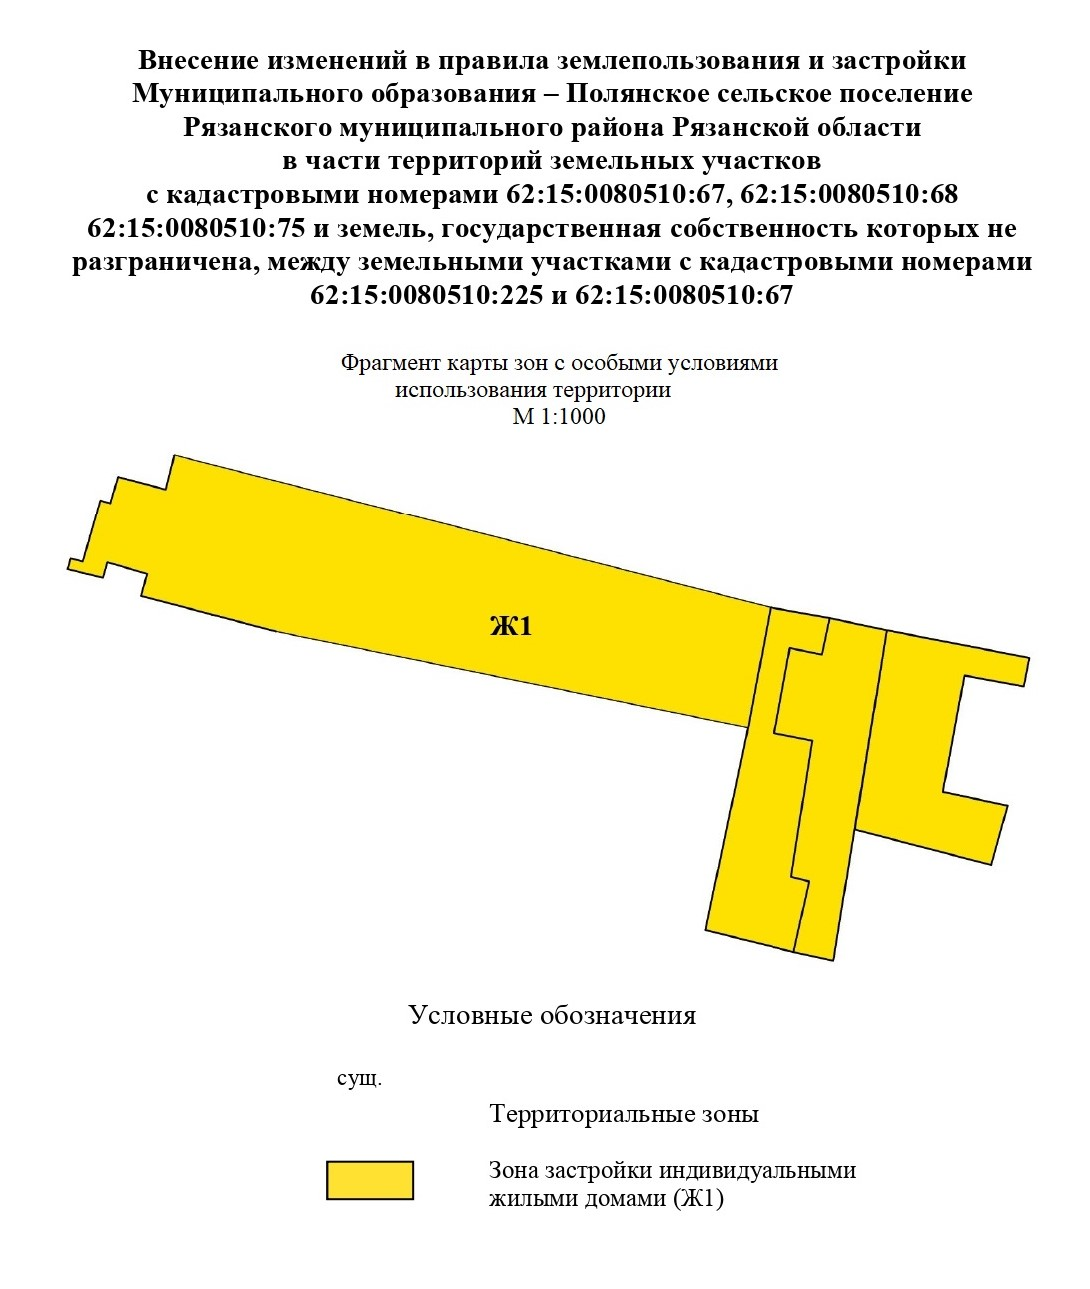 Внесение изменений в правила землепользования и застройки
Муниципального образования – Полянское сельское поселение
Рязанского муниципального района Рязанской области
в части территорий земельных участков
с кадастровыми номерами 62:15:0080510:67, 62:15:0080510:68
62:15:0080510:75 и земель, государственная собственность которых не
разграничена, между земельными участками с кадастровыми номерами
62:15:0080510:225 и 62:15:0080510:67
Фрагмент карты зон с особыми условиями
использования территории
М 1:1000
Ж1
Условные обозначения
сущ.
Территориальные зоны
Зона застройки индивидуальными
жилыми домами (Ж1)